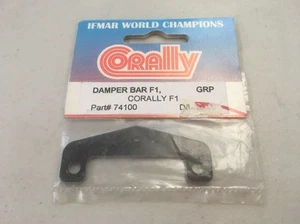 IFMAR WORLD CHAMPIONS
CORALLY
DAMPER BAR F1, GRP
CORALLY F1
Part# 74100